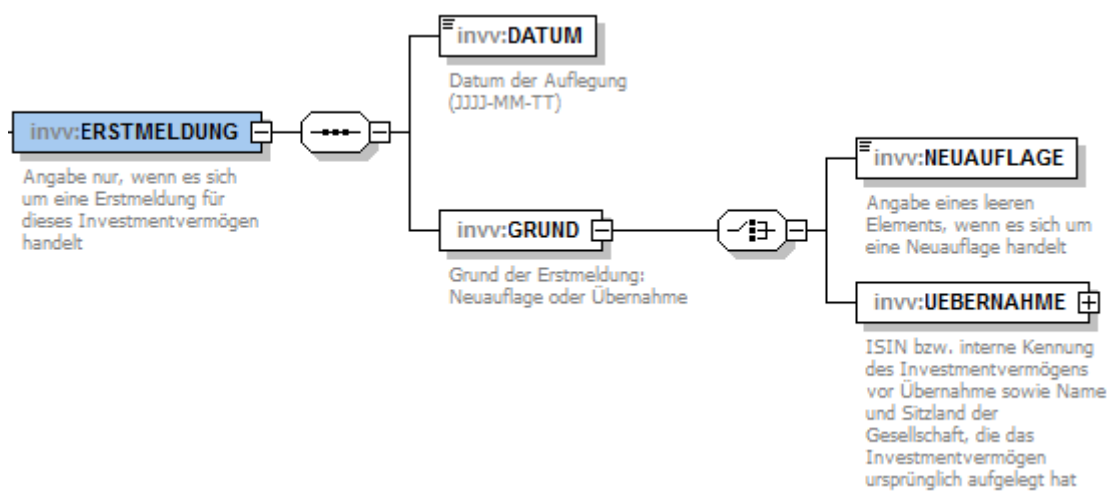 invv:DATUM
Datum der Auflegung
(JJJJ-MM-TT)
invv:ERSTMELDUNG
Angabe nur, wenn es sich
um eine Erstmeldung für
dieses Investmentvermögen
handelt
invv:GRUND
Grund der Erstmeldung:
Neuauflage oder Übernahme
invv:NEUAUFLAGE
Angabe eines leeren
Elements, wenn es sich um
eine Neuauflage handelt
invv:UEBERNAHME
ISIN bzw. interne Kennung
des Investmentvermögens
vor Übernahme sowie Name
und Sitzland der
Gesellschaft, die das
Investmentvermögen
ursprünglich aufgelegt hat